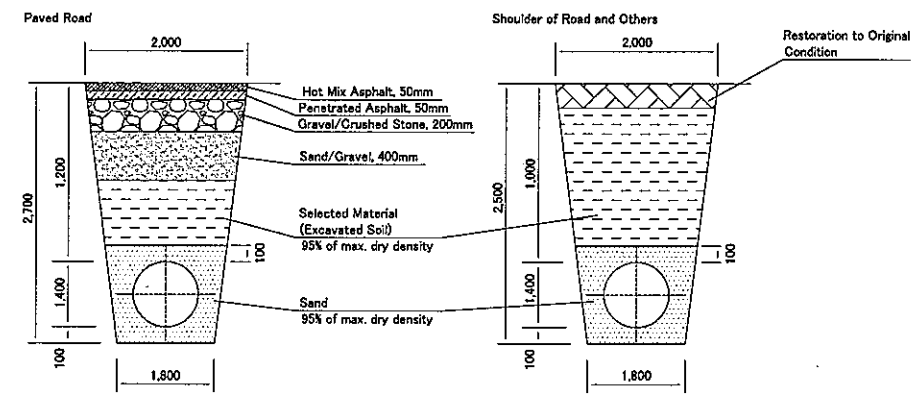 Paved Road
2,000
Hot Mix Asphalt, 50mm
Penetrated Asphalt, 50mm
Gravel/Crushed Stone, 200mm
Sand/Gravel, 400mm
Selected Material
(Excavated Soil)
95% of max. dry density
Sand
95% of max. dry density
2,700
1,200
1,400
100
100
1,800
Shoulder of Road and Others
2,000
Restoration to Original
Condition
2,500
1,000
1,400
100
100
1,800